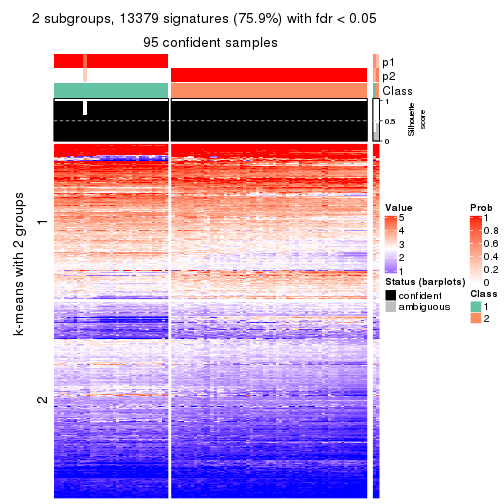 2 subgroups, 13379 signatures (75.9%) with fdr < 0.05
95 confident samples
p1
p2
Class
1
0.5
0
Silhouette
score
k-means with 2 groups
1
2
Value
5
4
3
2
1
Prob
1
0.8
0.6
0.4
0.2
0
Status (barplots)
confident
ambiguous
Class
1
2